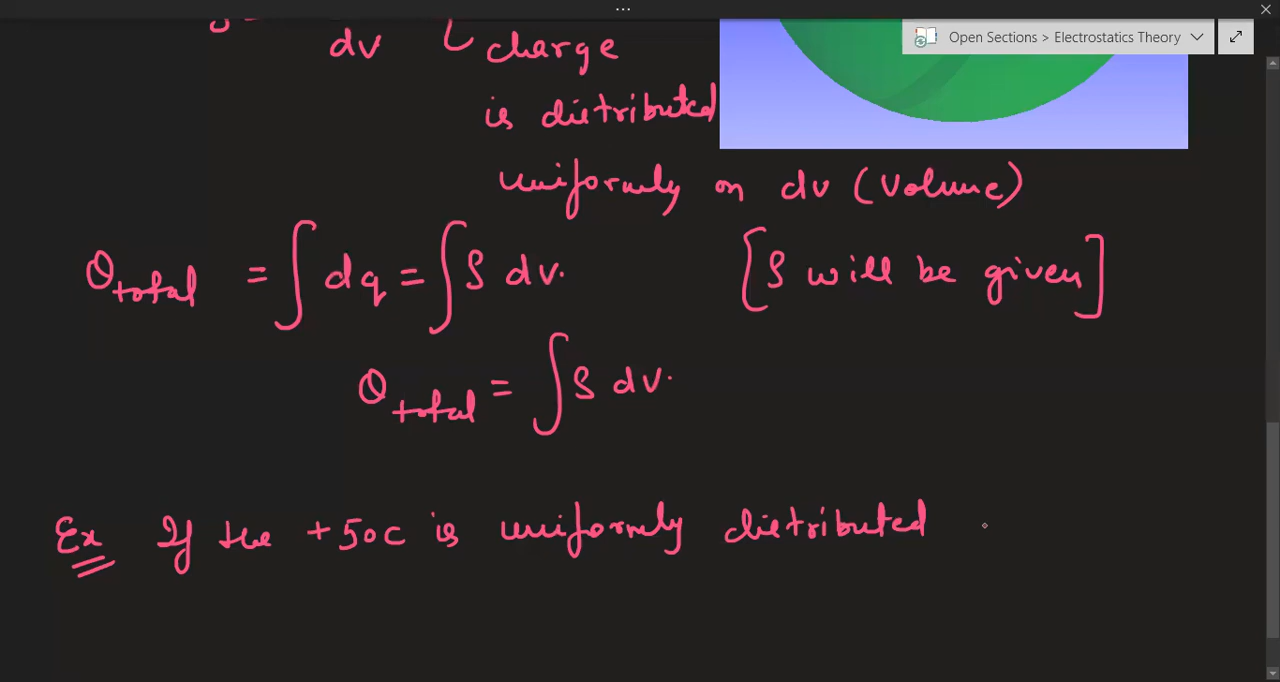 Open Sections > Electrostatics Theory
dv charge
is distributed
uniformly on dv (Volume)
Q total = ∫ dq = ∫ ρ dv. [ρ will be given]
Q total = ∫ ρ dv.
Ex If the +50C is uniformly distributed